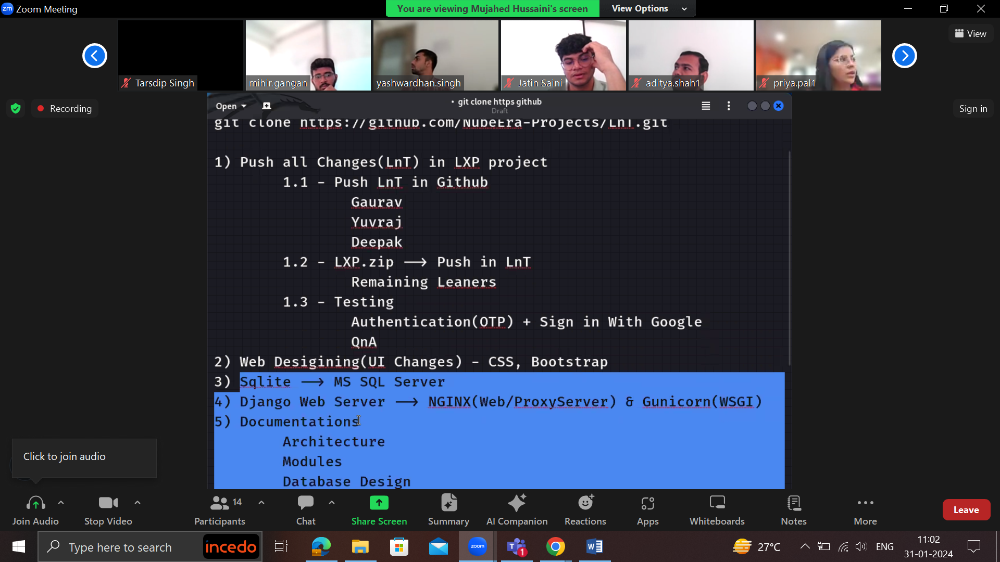 zm Zoom Meeting
You are viewing Mujahed Hussaini's screen
View Options
Tarsdip Singh
mihir.gangan
yashwardhan.singh
Jatin Saini
aditya.shah1
priya.pal1
View
Recording
Sign in
Open
• git clone https github
Draft
git clone https://github.com/NubeEra-Projects/LnT.git
1) Push all Changes(LnT) in LXP project
1.1 - Push LnT in Github
Gaurav
Yuvraj
Deepak
1.2 - LXP.zip --> Push in LnT
Remaining Leaners
1.3 - Testing
Authentication(OTP) + Sign in With Google
QnA
2) Web Desigining(UI Changes) - CSS, Bootstrap
3) Sqlite --> MS SQL Server
4) Django Web Server --> NGINX(Web/ProxyServer) & Gunicorn(WSGI)
5) Documentations
Architecture
Modules
Database Design
Click to join audio
Join Audio
Stop Video
14
Participants
Chat
Share Screen
Summary
AI Companion
Reactions
Apps
Whiteboards
Notes
More
Leave
Type here to search
incedo
zoom
1
27°C
ENG
11:02
31-01-2024